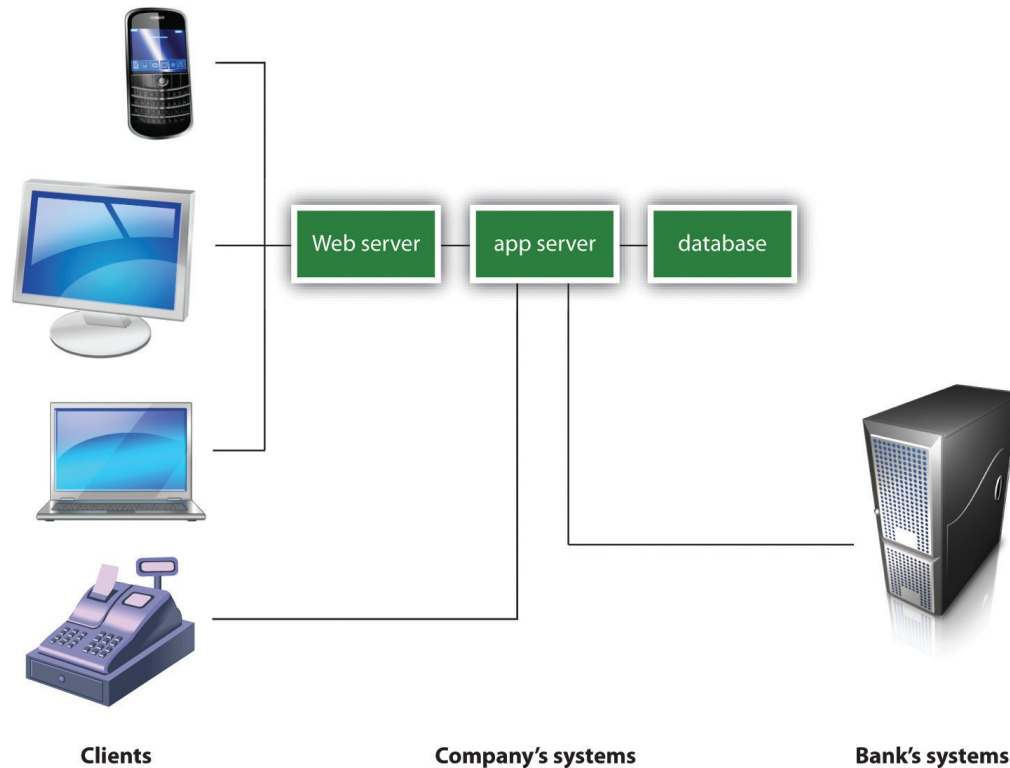 Web server
app server
database
Clients
Company's systems
Bank's systems